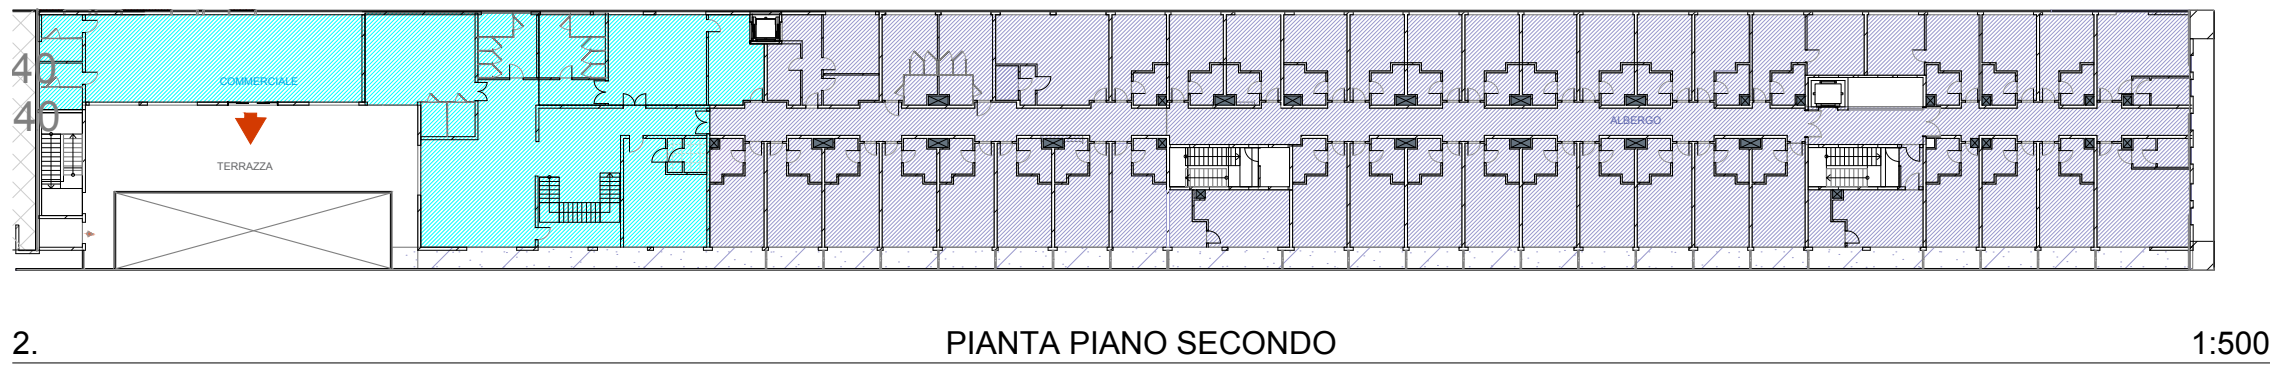 40
COMMERCIALE
40
ALBERGO
TERRAZZA
2.
PIANTA PIANO SECONDO
1:500